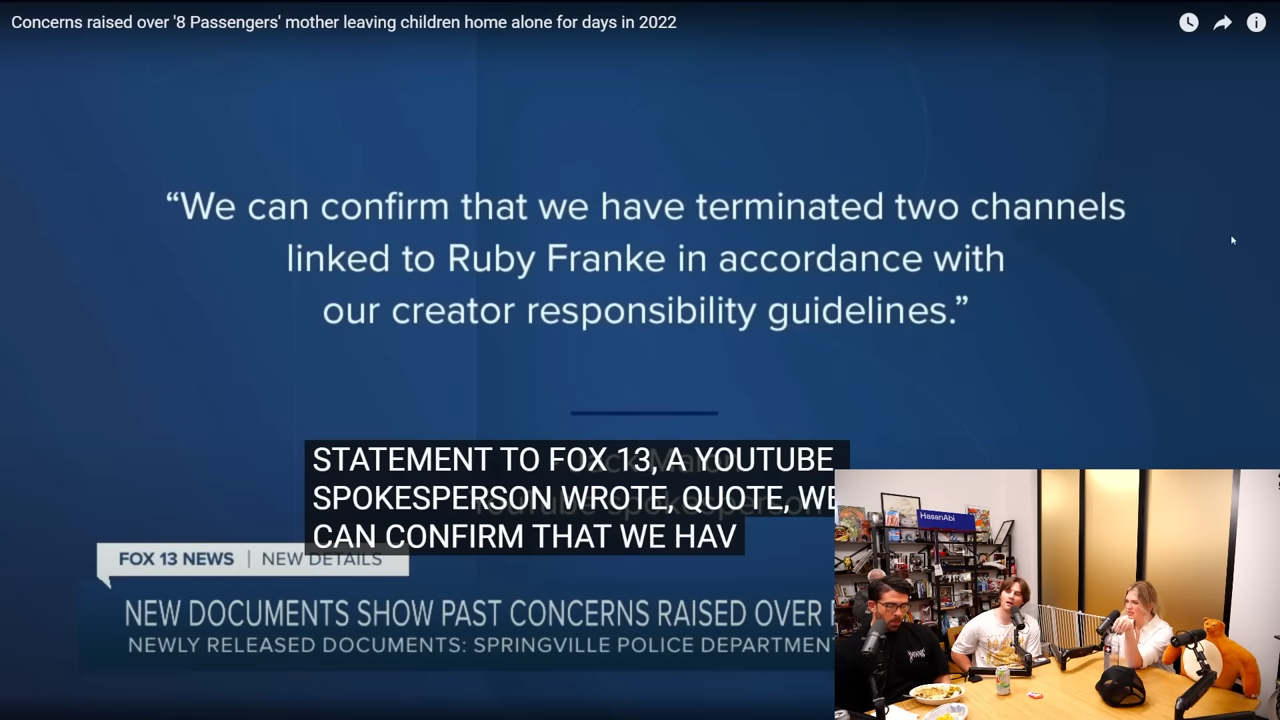 Concerns raised over '8 Passengers' mother leaving children home alone for days in 2022
“We can confirm that we have terminated two channels
linked to Ruby Franke in accordance with
our creator responsibility guidelines.”
STATEMENT TO FOX 13, A YOUTUBE
SPOKESPERSON WROTE, QUOTE, WE
CAN CONFIRM THAT WE HAV
FOX 13 NEWS | NEW DETAILS
NEW DOCUMENTS SHOW PAST CONCERNS RAISED OVER
NEWLY RELEASED DOCUMENTS: SPRINGVILLE POLICE DEPARTMEN
HasanAbi